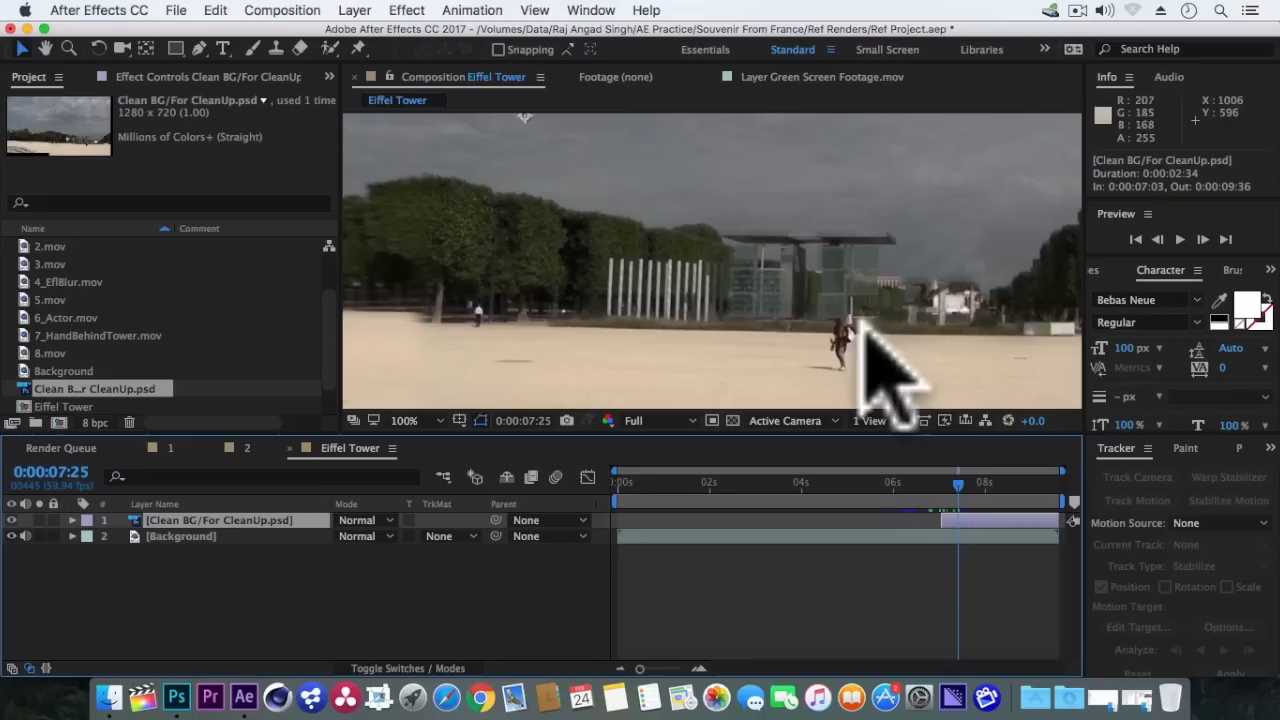 After Effects CC File Edit Composition Layer Effect Animation View Window Help
Adobe After Effects CC 2017 - /Volumes/Data/Raj Angad Singh/AE Practice/Souvenir From France/Ref Renders/Ref Project.aep *
Snapping Essentials Standard Small Screen Libraries Search Help
Project Effect Controls Clean BG/For CleanUp Composition Eiffel Tower Footage (none) Layer Green Screen Footage.mov Info Audio
Eiffel Tower
Clean BG/For CleanUp.psd , used 1 time
1280 x 720 (1.00)
Millions of Colors+ (Straight)
R: 207 X: 1006
G: 185 Y: 596
B: 168
A: 255
[Clean BG/For CleanUp.psd]
Duration: 0:00:02:34
In: 0:00:07:03, Out: 0:00:09:36
Preview
Name Comment
2.mov
3.mov
4_EflBlur.mov
5.mov
6_Actor.mov
7_HandBehindTower.mov
8.mov
Background
Clean B...r CleanUp.psd
Eiffel Tower
8 bpc
es Character Brus
Bebas Neue
Regular
100 px Auto
Metrics 0
- px
100 % 100 %
100% 0:00:07:25 Full Active Camera 1 View +0.0
Render Queue 1 2 Eiffel Tower
0:00:07:25
00445 (59.94 fps)
:00s 02s 04s 06s 08s
# Layer Name Mode T TrkMat Parent
1 [Clean BG/For CleanUp.psd] Normal None
2 [Background] Normal None None
Toggle Switches / Modes
Tracker Paint P
Track Camera Warp Stabilizer
Track Motion Stabilize Motion
Motion Source: None
Current Track: None
Track Type: Stabilize
Position Rotation Scale
Motion Target:
Edit Target... Options...
Analyze:
Reset Apply
FEB
24